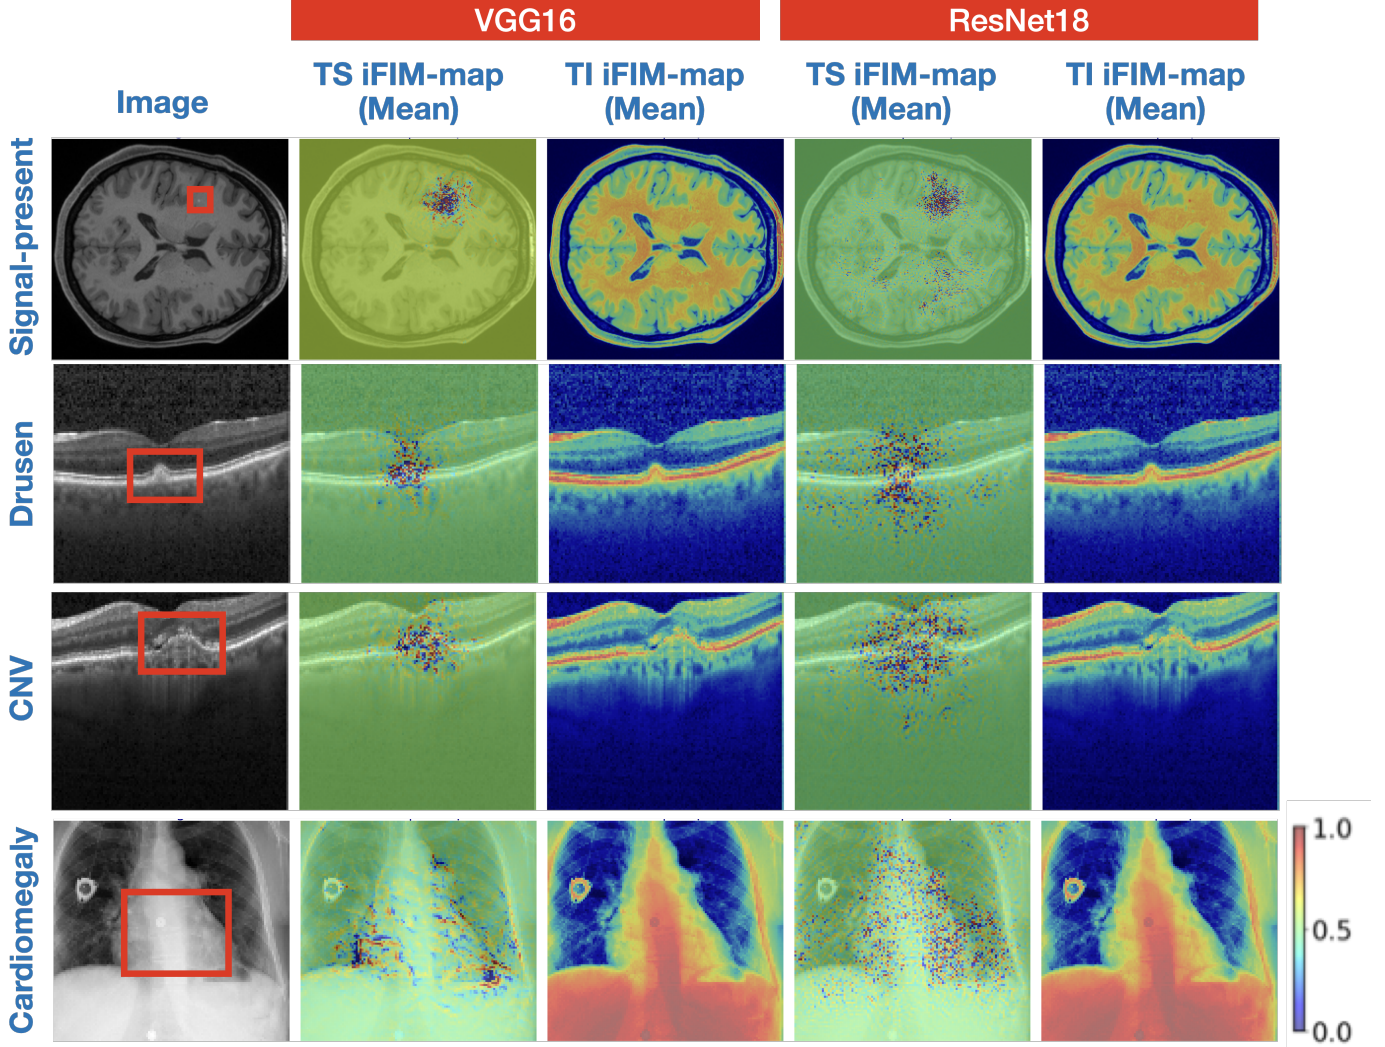 VGG16
ResNet18
Image
TS iFIM-map
(Mean)
TI iFIM-map
(Mean)
TS iFIM-map
(Mean)
TI iFIM-map
(Mean)
Signal-present
Drusen
CNV
Cardiomegaly
1.0
0.5
0.0